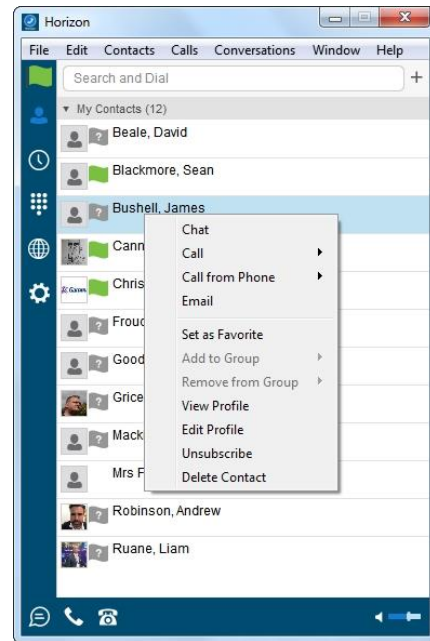 Horizon
File Edit Contacts Calls Conversations Window Help
Search and Dial +
My Contacts (12)
? Beale, David
Blackmore, Sean
? Bushell, James
Chat
Cann
Call
Call from Phone
Chris
Email
? Froud
Set as Favorite
? Good
Add to Group
Remove from Group
? Grice
View Profile
Edit Profile
? Mack
Unsubscribe
Mrs F
Delete Contact
? Robinson, Andrew
? Ruane, Liam